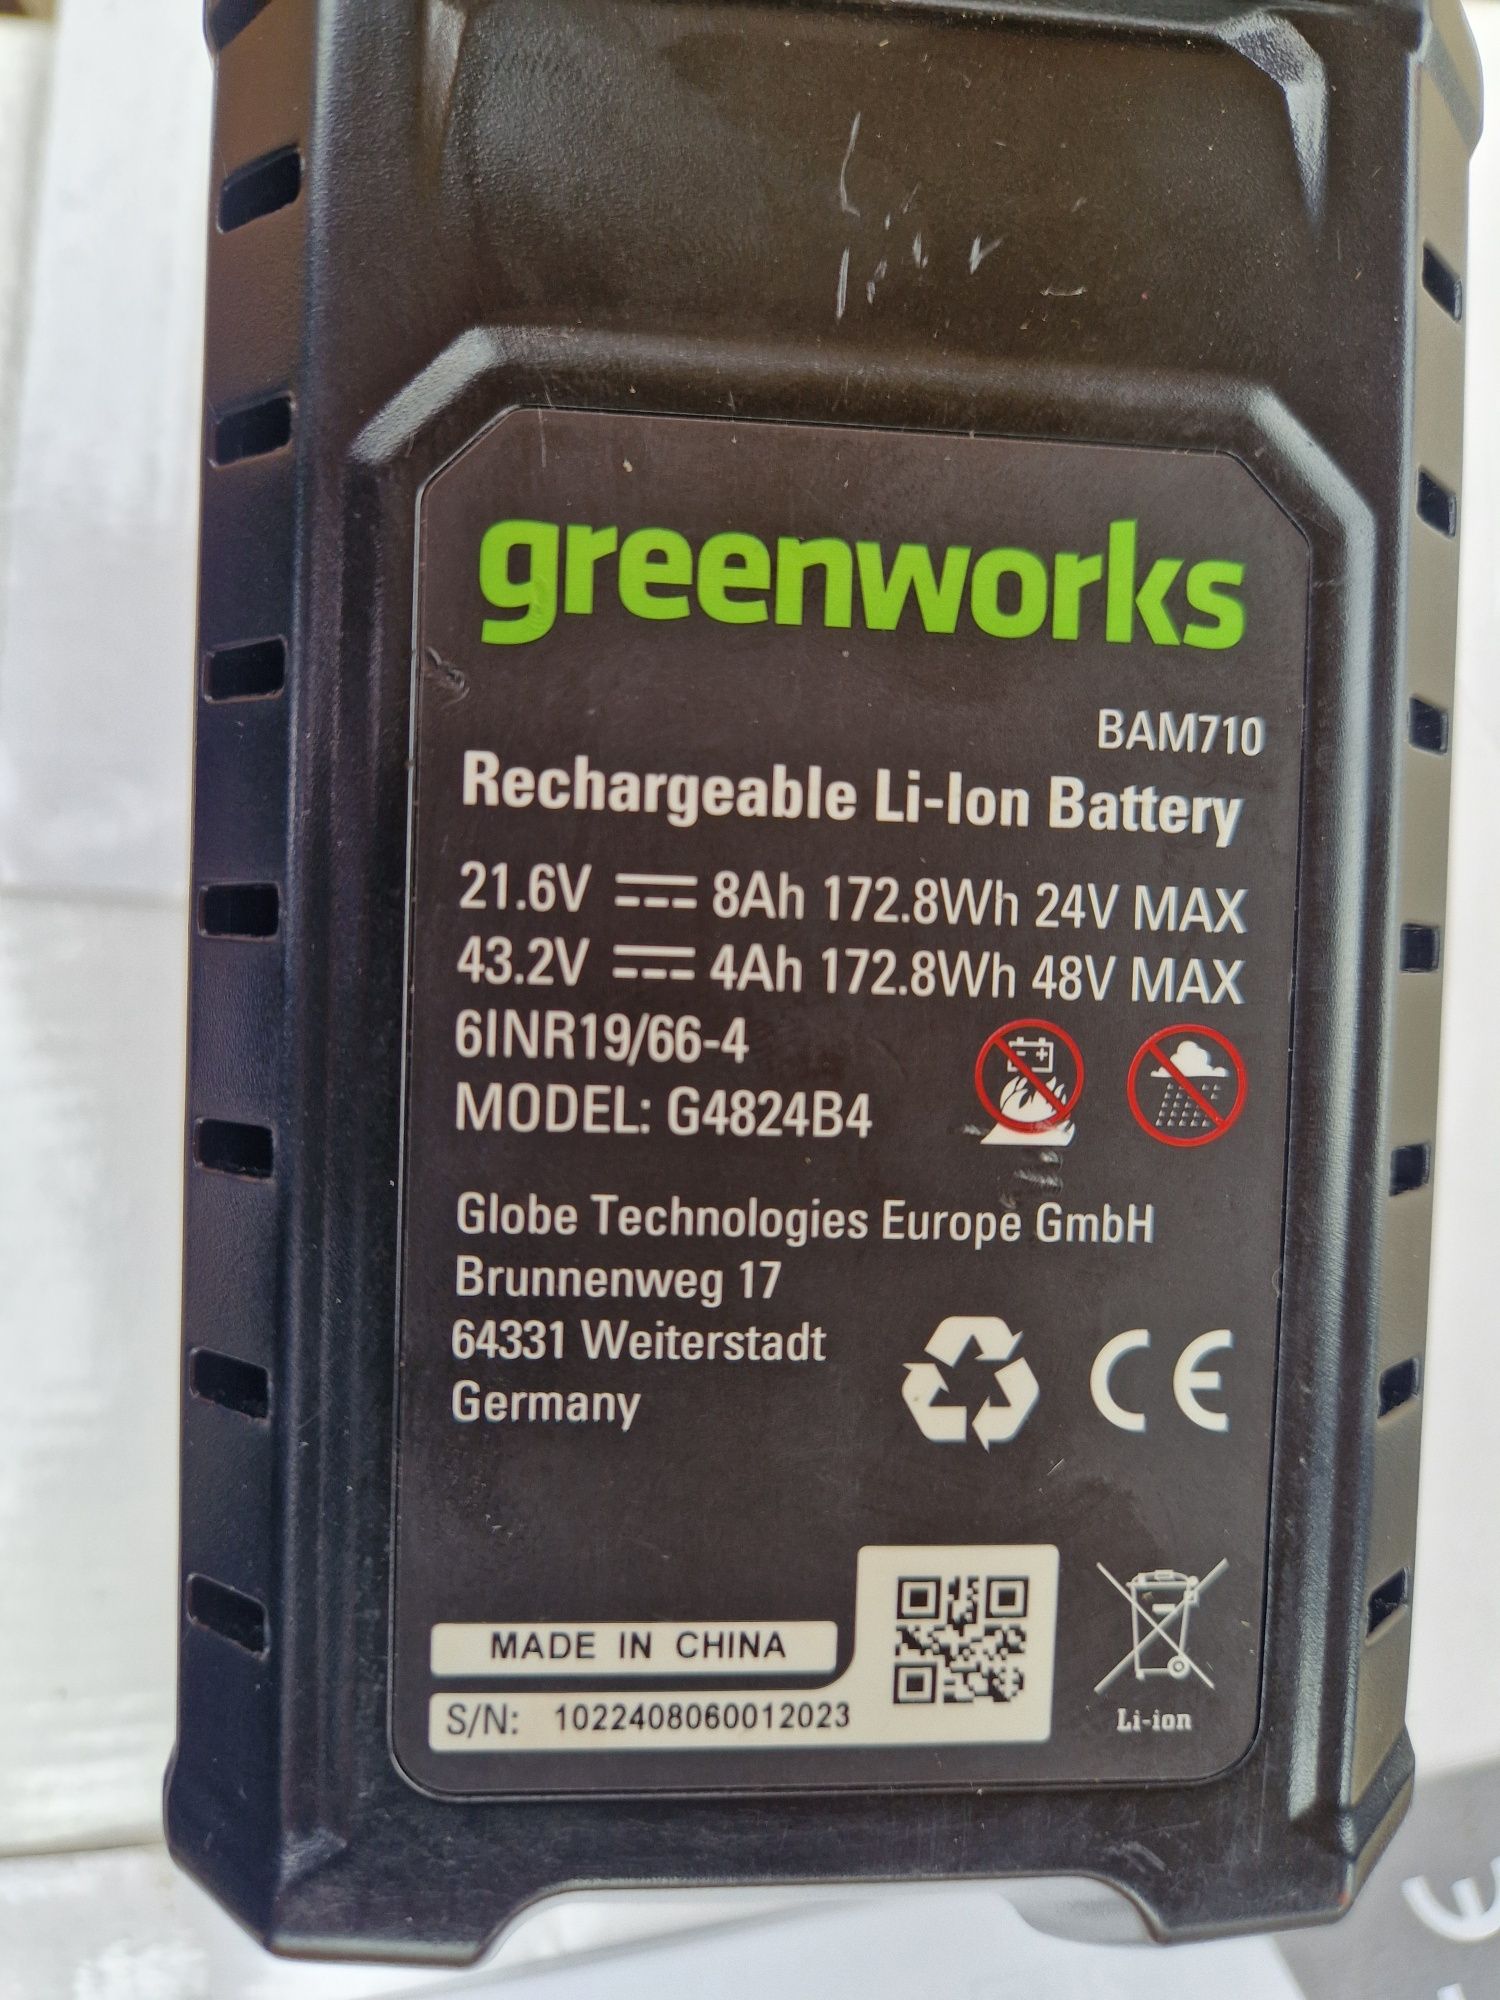 greenworks
BAM710
Rechargeable Li-Ion Battery
21.6V ⎓ 8Ah 172.8Wh 24V MAX
43.2V ⎓ 4Ah 172.8Wh 48V MAX
6INR19/66-4
MODEL: G4824B4
Globe Technologies Europe GmbH
Brunnenweg 17
64331 Weiterstadt
Germany
CE
MADE IN CHINA
S/N: 1022408060012023
Li-ion